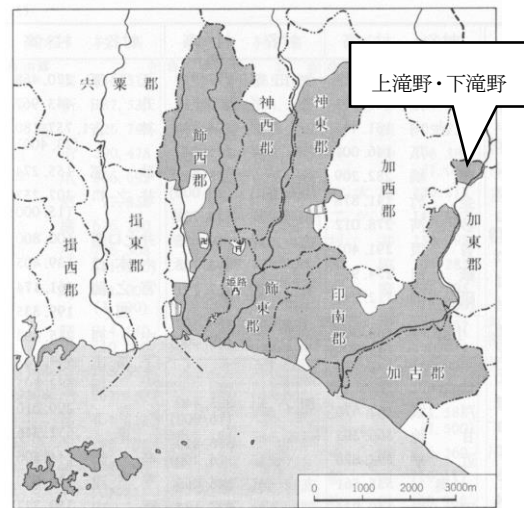 宍粟郡
上滝野・下滝野
神西郡
神東郡
飾西郡
加西郡
加東郡
揖東郡
揖西郡
姫路
飾東郡
印南郡
加古郡
0 1000 2000 3000m